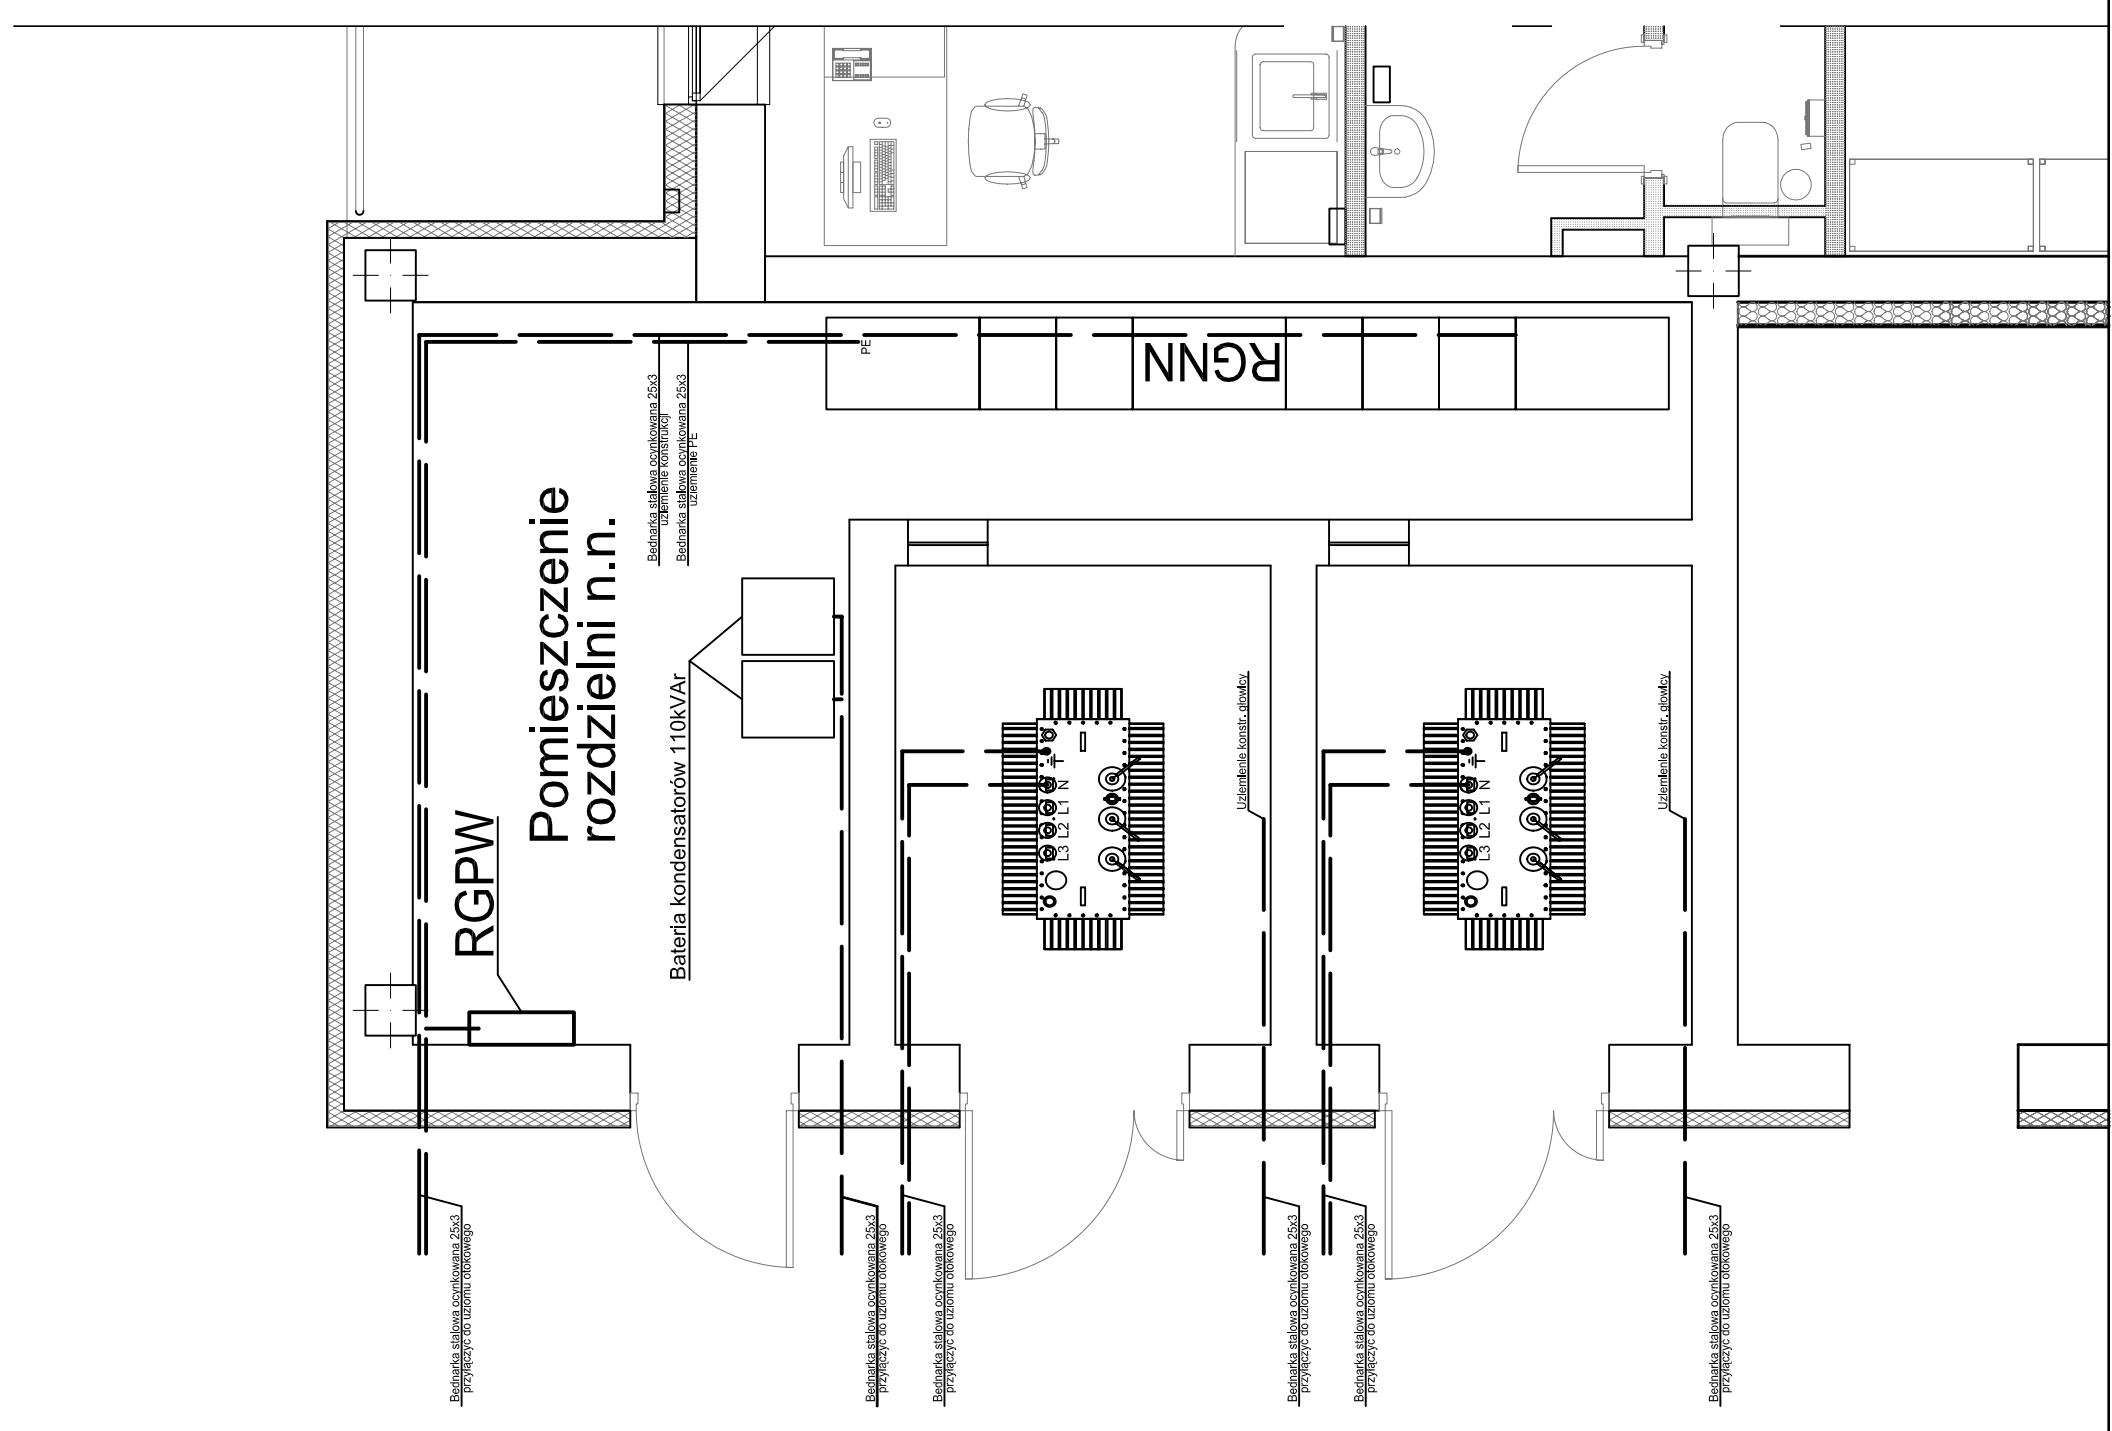 RGNN
PE
Bednarka stalowa ocynkowana 25x3
uziemienie konstrukcji
Bednarka stalowa ocynkowana 25x3
uziemienie PE
Pomieszczenie
rozdzielni n.n.
RGPW
Bateria kondensatorów 110kVAr
N
L1
L2
L3
Uziemienie konstr. głowicy
N
L1
L2
L3
Uziemienie konstr. głowicy
Bednarka stalowa ocynkowana 25x3
przyłączyć do uziomu otokowego
Bednarka stalowa ocynkowana 25x3
przyłączyć do uziomu otokowego
Bednarka stalowa ocynkowana 25x3
przyłączyć do uziomu otokowego
Bednarka stalowa ocynkowana 25x3
przyłączyć do uziomu otokowego
Bednarka stalowa ocynkowana 25x3
przyłączyć do uziomu otokowego
Bednarka stalowa ocynkowana 25x3
przyłączyć do uziomu otokowego